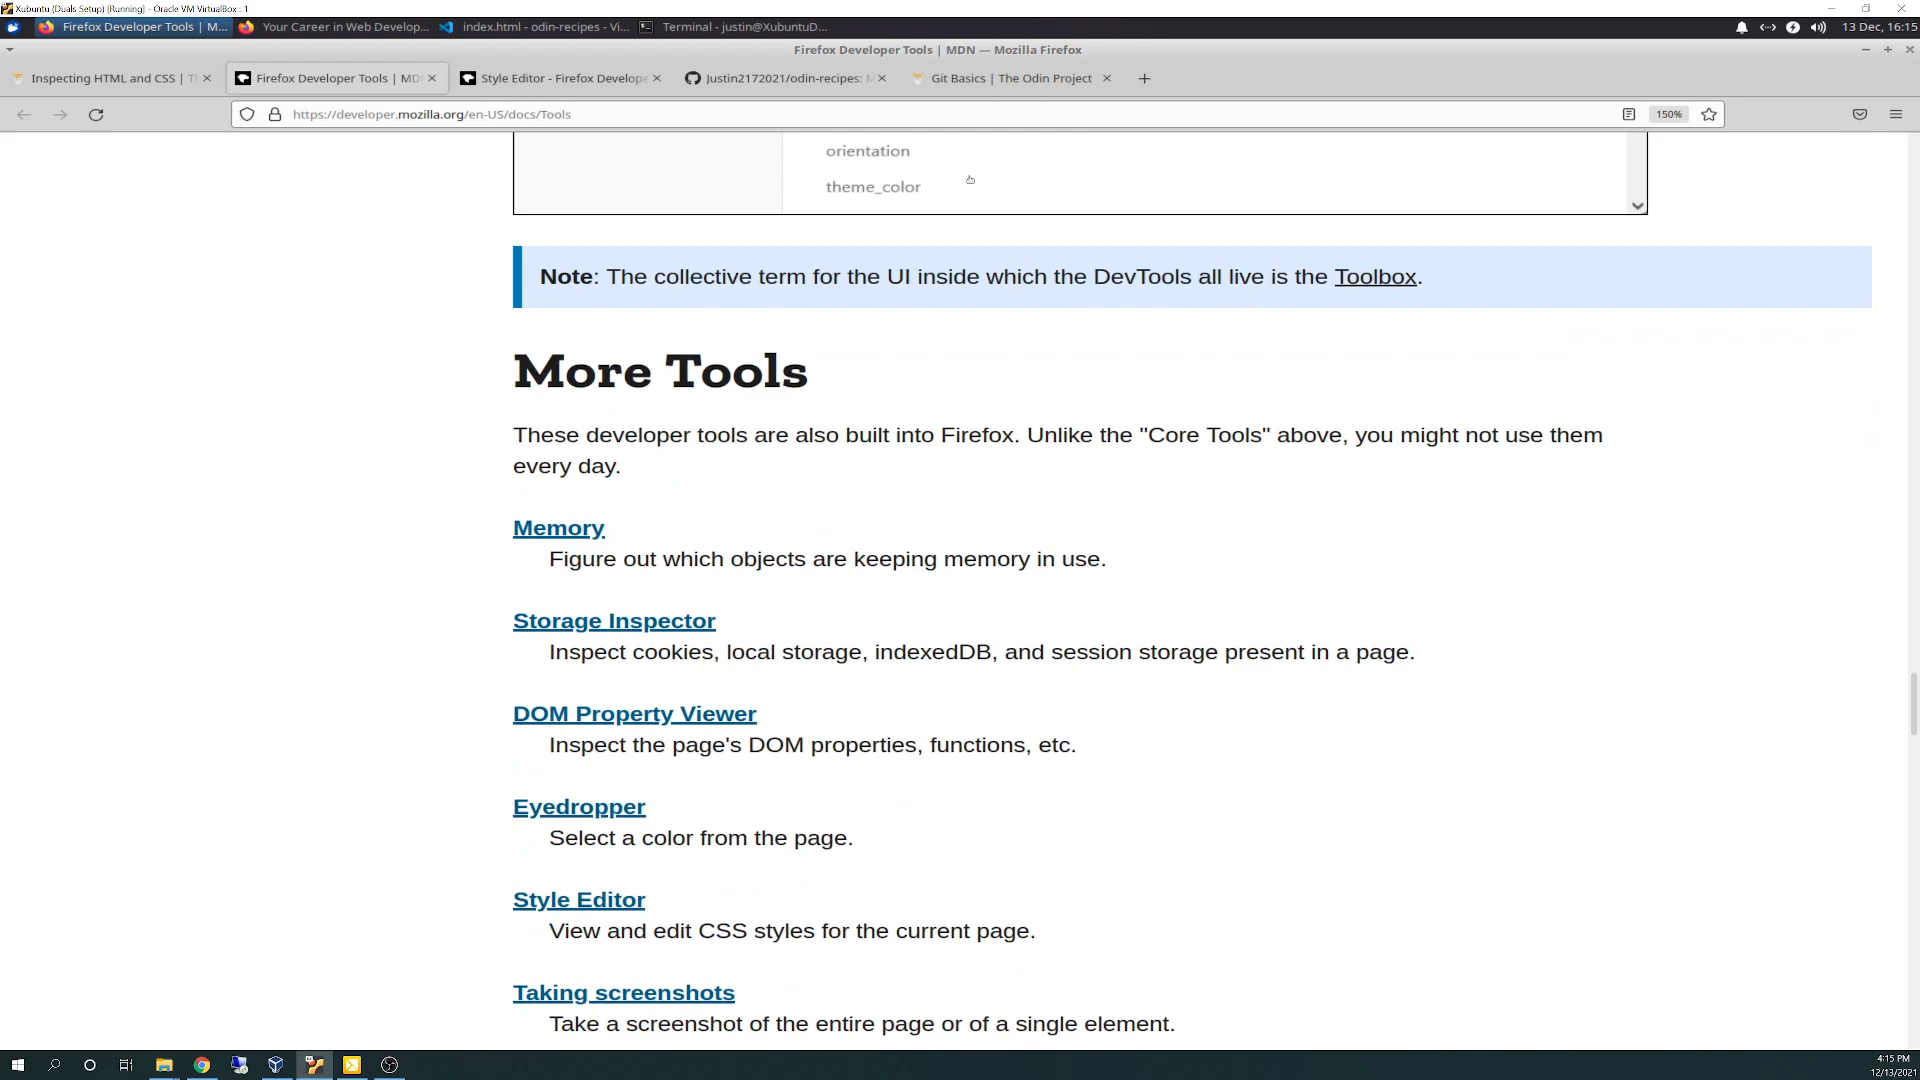 Xubuntu (Duals Setup) [Running] - Oracle VM VirtualBox : 1
Firefox Developer Tools | M...
Your Career in Web Develop...
index.html - odin-recipes - Vi...
Terminal - justin@XubuntuD...
13 Dec, 16:15
Firefox Developer Tools | MDN — Mozilla Firefox
Inspecting HTML and CSS | Th
Firefox Developer Tools | MDN
Style Editor - Firefox Develope
Justin2172021/odin-recipes: M
Git Basics | The Odin Project
https://developer.mozilla.org/en-US/docs/Tools
150%
orientation
theme_color
Note: The collective term for the UI inside which the DevTools all live is the Toolbox.
More Tools
These developer tools are also built into Firefox. Unlike the "Core Tools" above, you might not use them
every day.
Memory
Figure out which objects are keeping memory in use.
Storage Inspector
Inspect cookies, local storage, indexedDB, and session storage present in a page.
DOM Property Viewer
Inspect the page's DOM properties, functions, etc.
Eyedropper
Select a color from the page.
Style Editor
View and edit CSS styles for the current page.
Taking screenshots
Take a screenshot of the entire page or of a single element.
4:15 PM
12/13/2021